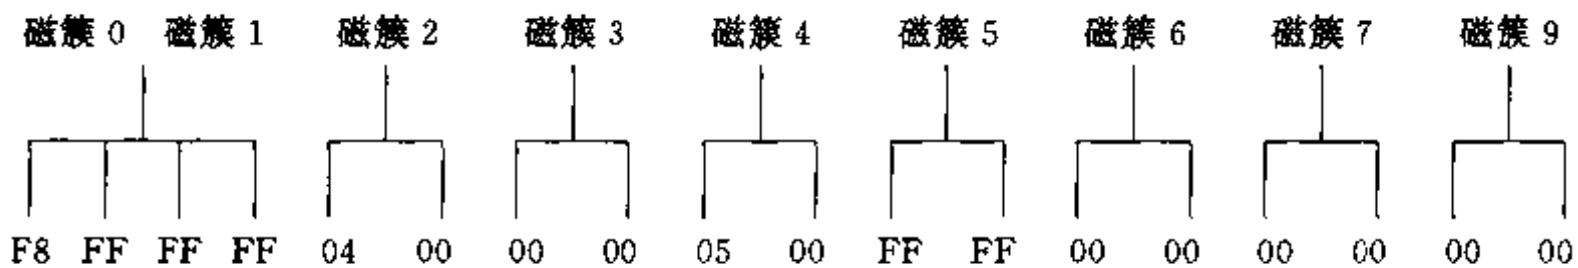 磁簇 0 磁簇 1 磁簇 2 磁簇 3 磁簇 4 磁簇 5 磁簇 6 磁簇 7 磁簇 9
F8 FF FF FF 04 00 00 00 05 00 FF FF 00 00 00 00 00 00